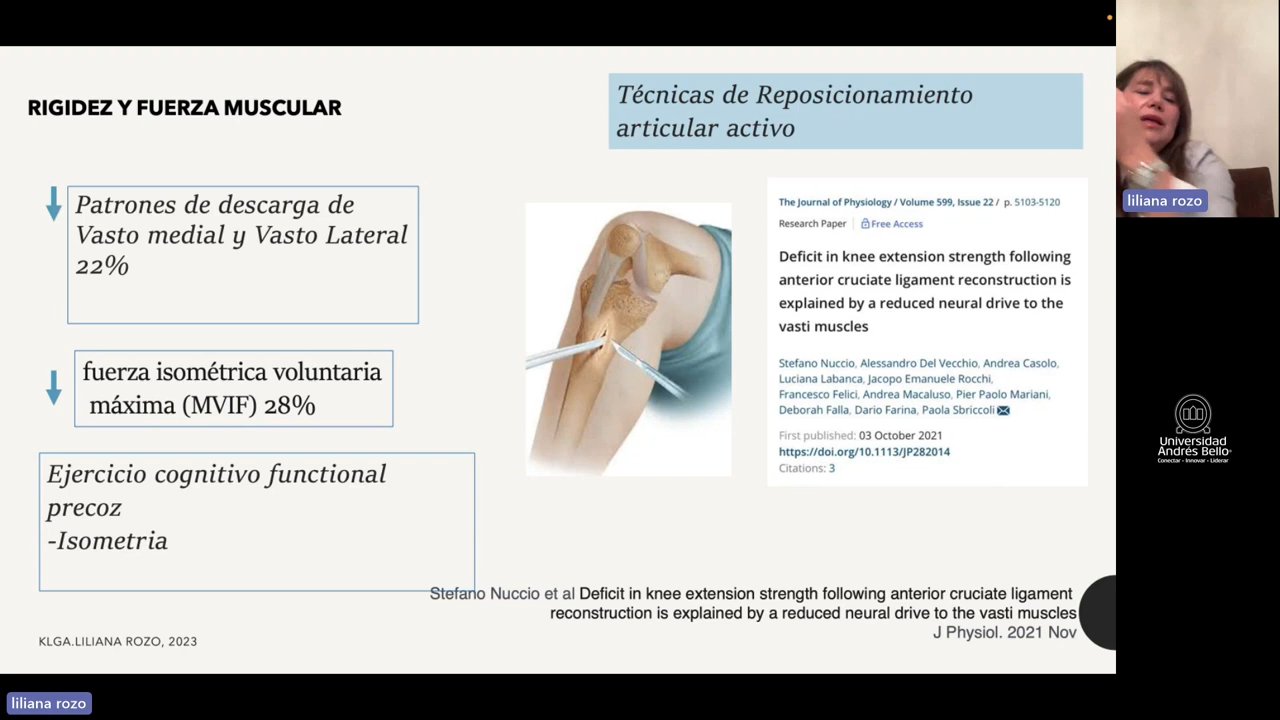 RIGIDEZ Y FUERZA MUSCULAR
Técnicas de Reposicionamiento
articular activo
Patrones de descarga de
Vasto medial y Vasto Lateral
22%
fuerza isométrica voluntaria
máxima (MVIF) 28%
Ejercicio cognitivo functional
precoz
-Isometria
The Journal of Physiology / Volume 599, Issue 22 / p. 5103-5120
Research Paper Free Access
Deficit in knee extension strength following
anterior cruciate ligament reconstruction is
explained by a reduced neural drive to the
vasti muscles
Stefano Nuccio, Alessandro Del Vecchio, Andrea Casolo,
Luciana Labanca, Jacopo Emanuele Rocchi,
Francesco Felici, Andrea Macaluso, Pier Paolo Mariani,
Deborah Falla, Dario Farina, Paola Sbriccoli
First published: 03 October 2021
https://doi.org/10.1113/JP282014
Citations: 3
Stefano Nuccio et al Deficit in knee extension strength following anterior cruciate ligament
reconstruction is explained by a reduced neural drive to the vasti muscles
J Physiol. 2021 Nov
KLGA.LILIANA ROZO, 2023
liliana rozo
Universidad
Andrés Bello
Conectar - Innovar - Liderar
liliana rozo